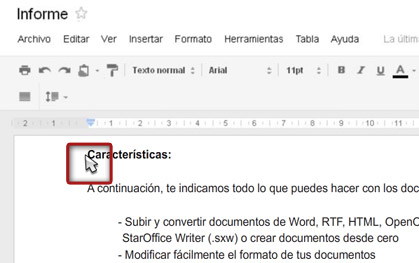 Informe
Archivo Editar Ver Insertar Formato Herramientas Tabla Ayuda La últim
Texto normal Arial 11pt B I U A
2 1 1 2 3 4 5 6 7 8 9 10 11
Características:
A continuación, te indicamos todo lo que puedes hacer con los doc
- Subir y convertir documentos de Word, RTF, HTML, OpenO
StarOffice Writer (.sxw) o crear documentos desde cero
- Modificar fácilmente el formato de tus documentos